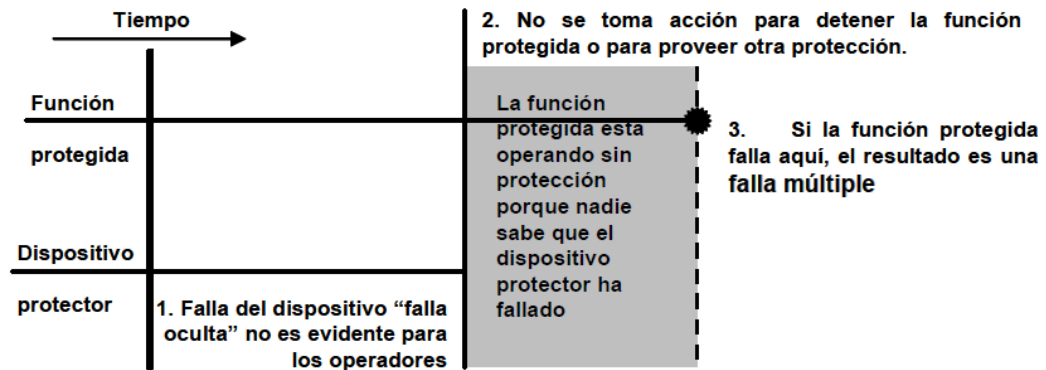 Tiempo
2. No se toma acción para detener la función
protegida o para proveer otra protección.
Función
protegida
La función
protegida esta
operando sin
protección
porque nadie
sabe que el
dispositivo
protector ha
fallado
3. Si la función protegida
falla aquí, el resultado es una
falla múltiple
Dispositivo
protector
1. Falla del dispositivo “falla
oculta” no es evidente para
los operadores